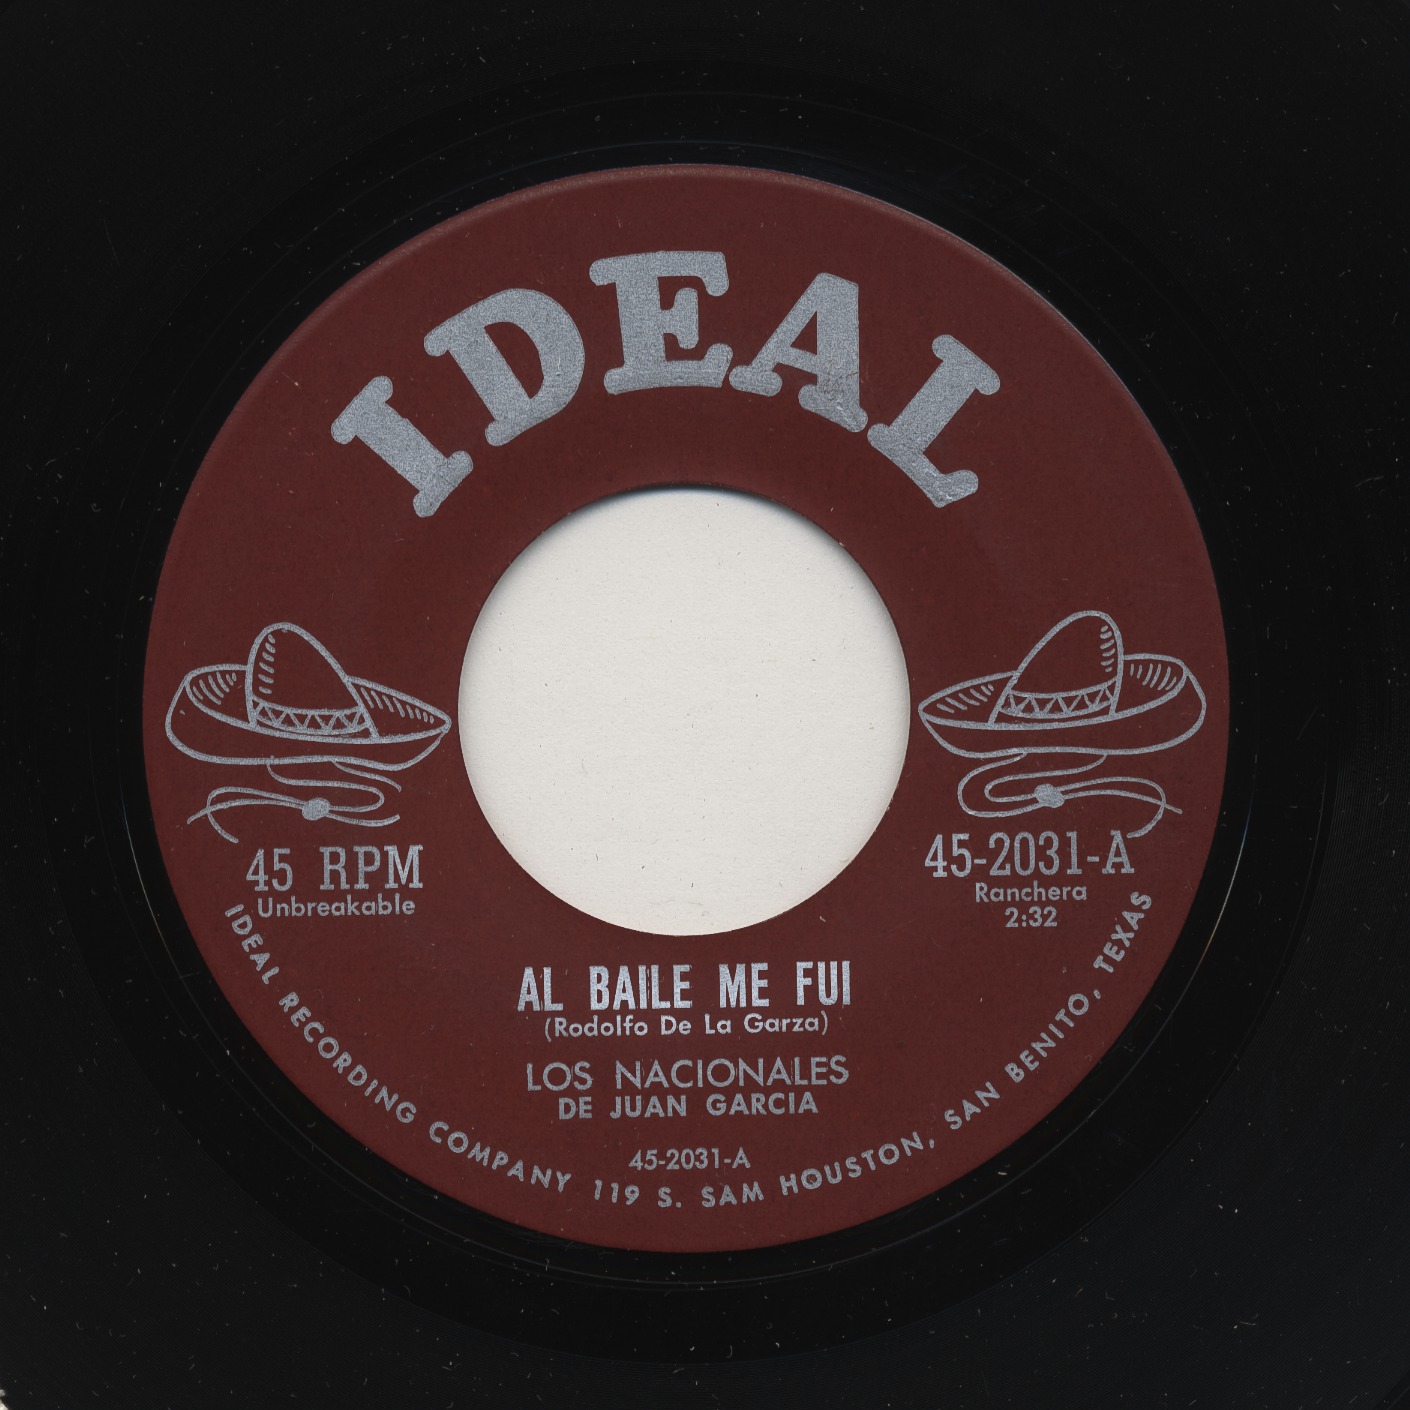 IDEAL
45 RPM
Unbreakable
45-2031-A
Ranchera
2:32
AL BAILE ME FUI
(Rodolfo De La Garza)
LOS NACIONALES
DE JUAN GARCIA
45-2031-A
IDEAL RECORDING COMPANY 119 S. SAM HOUSTON, SAN BENITO, TEXAS